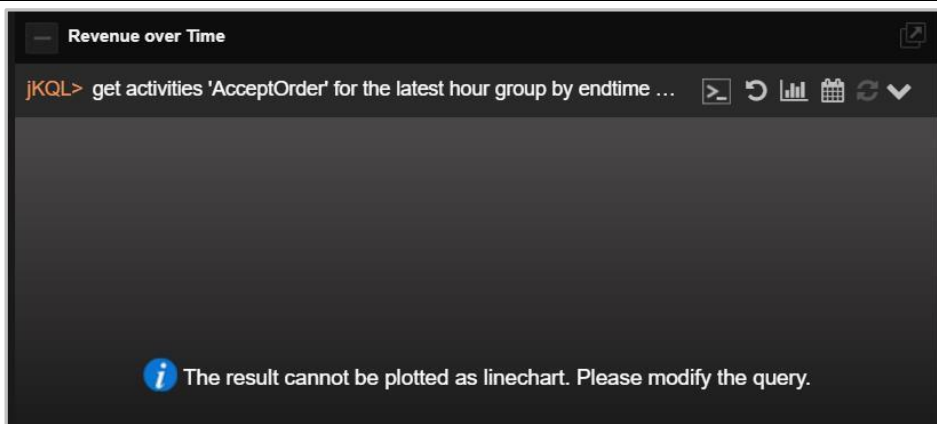 Revenue over Time
jKQL> get activities 'AcceptOrder' for the latest hour group by endtime ...
The result cannot be plotted as linechart. Please modify the query.